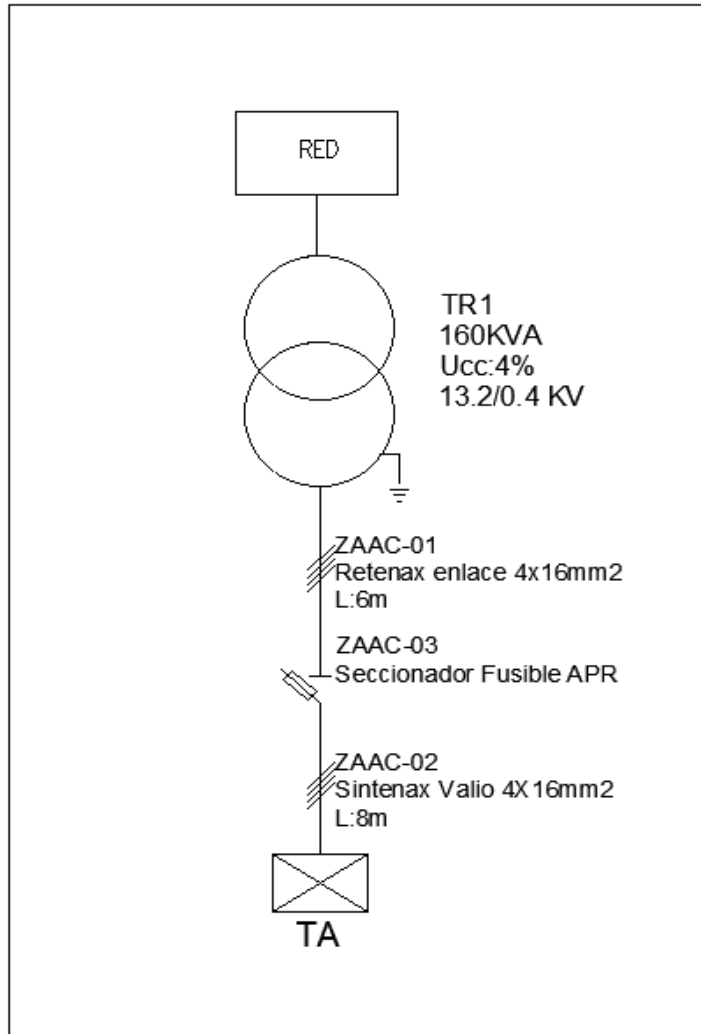 RED
TR1
160KVA
Ucc:4%
13.2/0.4 KV
ZAAC-01
Retenax enlace 4x16mm2
L:6m
ZAAC-03
Seccionador Fusible APR
ZAAC-02
Sintenax Valio 4X16mm2
L:8m
TA